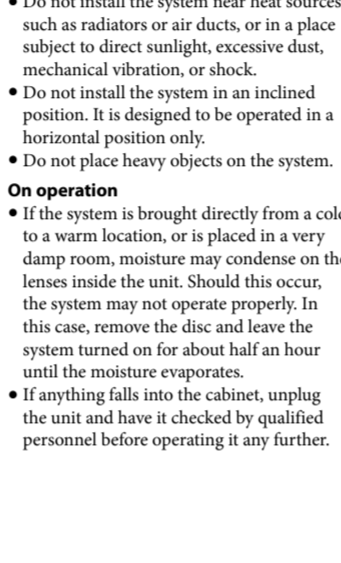 • Do not install the system near heat sources
such as radiators or air ducts, or in a place
subject to direct sunlight, excessive dust,
mechanical vibration, or shock.
• Do not install the system in an inclined
position. It is designed to be operated in a
horizontal position only.
• Do not place heavy objects on the system.
On operation
• If the system is brought directly from a col
to a warm location, or is placed in a very
damp room, moisture may condense on th
lenses inside the unit. Should this occur,
the system may not operate properly. In
this case, remove the disc and leave the
system turned on for about half an hour
until the moisture evaporates.
• If anything falls into the cabinet, unplug
the unit and have it checked by qualified
personnel before operating it any further.